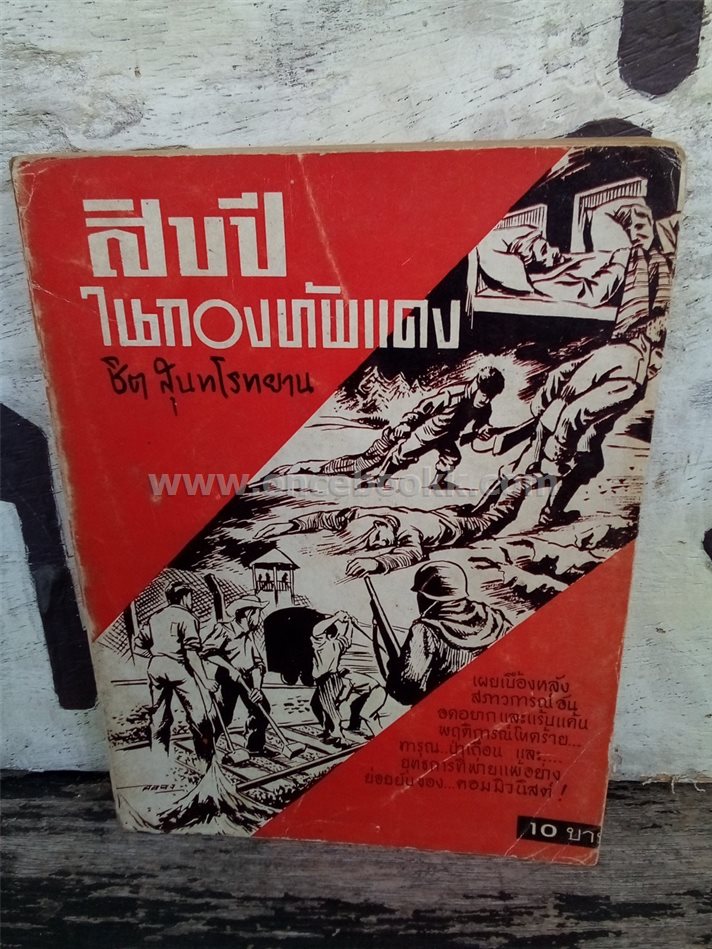 สิบปี
ในกองทัพแดง
ชิต สุนทโรทยาน
www.oncebookk.com
เผยเบื้องหลัง
สภาวการณ์อัน
อดอยากและแร้นแค้น
พฤติการณ์โหดร้าย...
ทารุณ..ป่าเถื่อน และ....
ยุทธการที่พ่ายแพ้อย่าง
ย่อยยับของ...คอมมิวนิสต์!
10 บาท